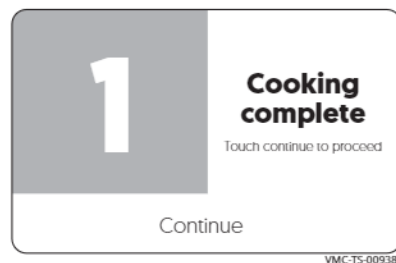 1
Cooking
complete
Touch continue to proceed
Continue
VMC-TS-00938